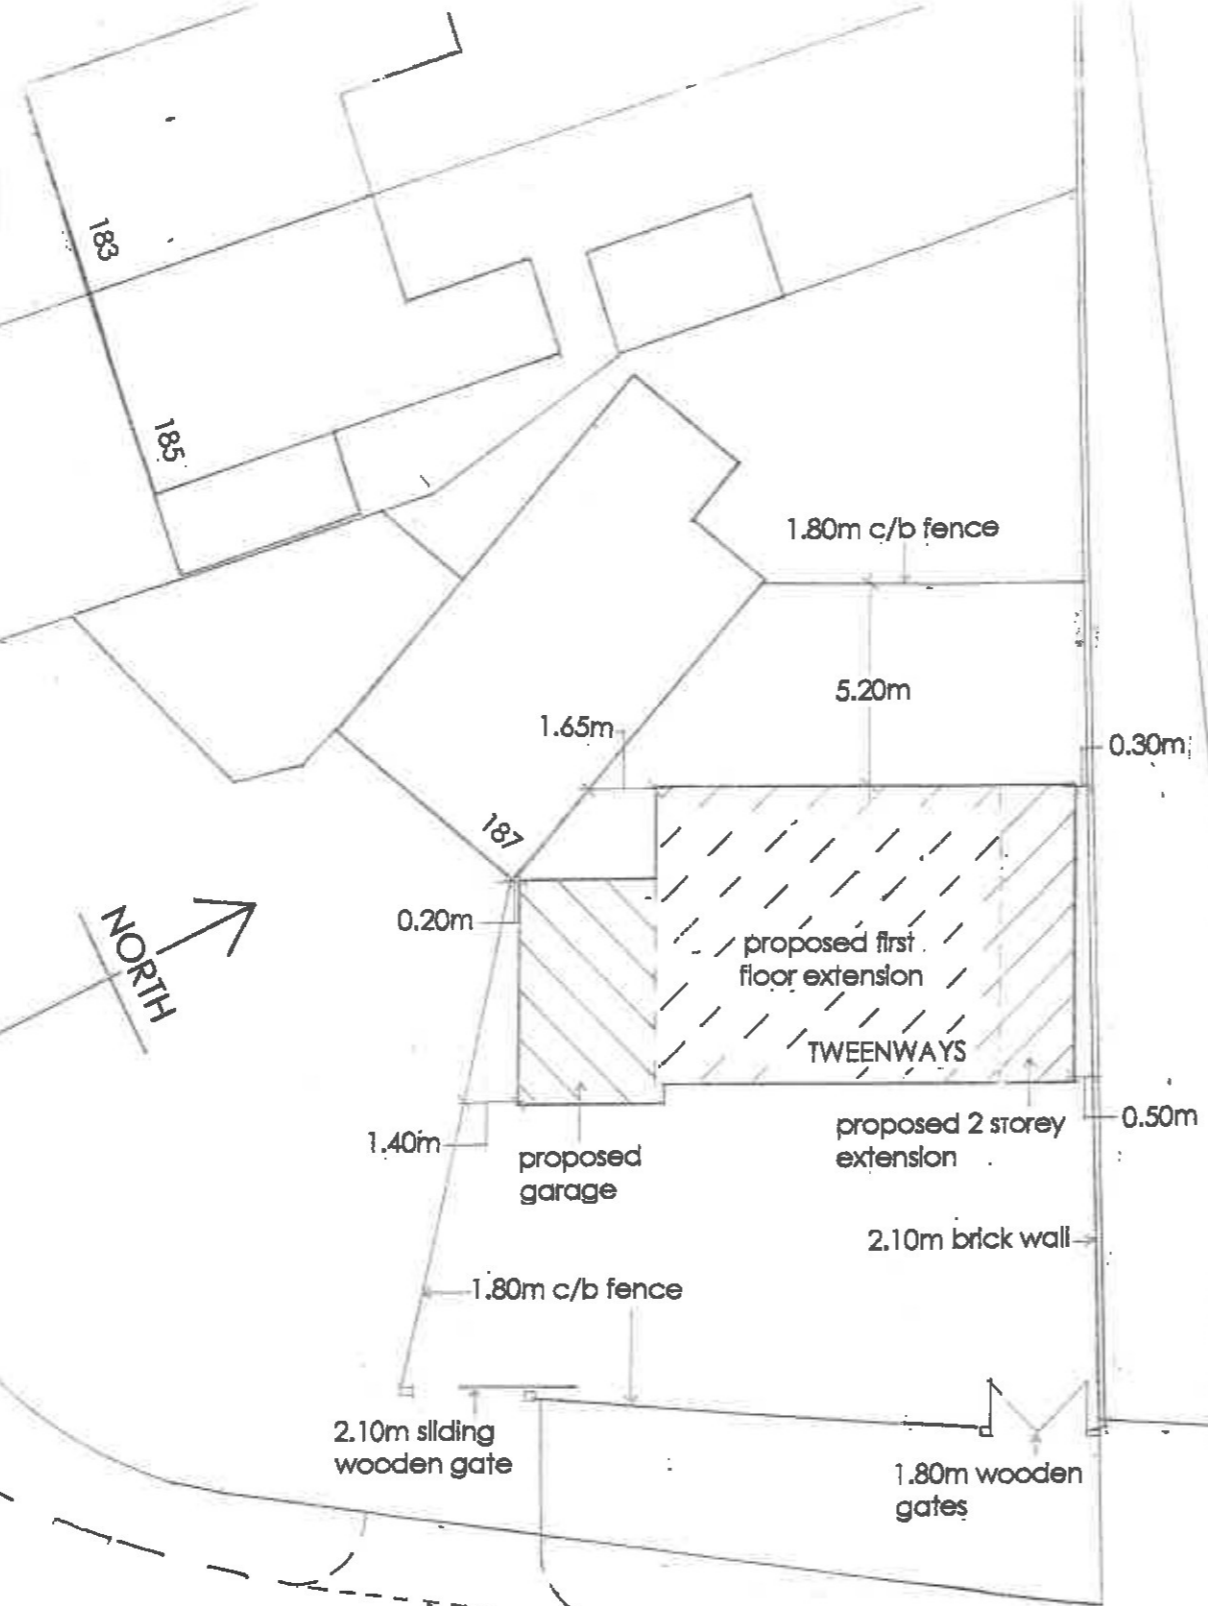 183
185
1.80m c/b fence
5.20m
1.65m
0.30m
187
0.20m
NORTH
proposed first
floor extension
TWEENWAYS
1.40m
proposed
garage
proposed 2 storey
extension
0.50m
2.10m brick wall
1.80m c/b fence
2.10m sliding
wooden gate
1.80m wooden
gates